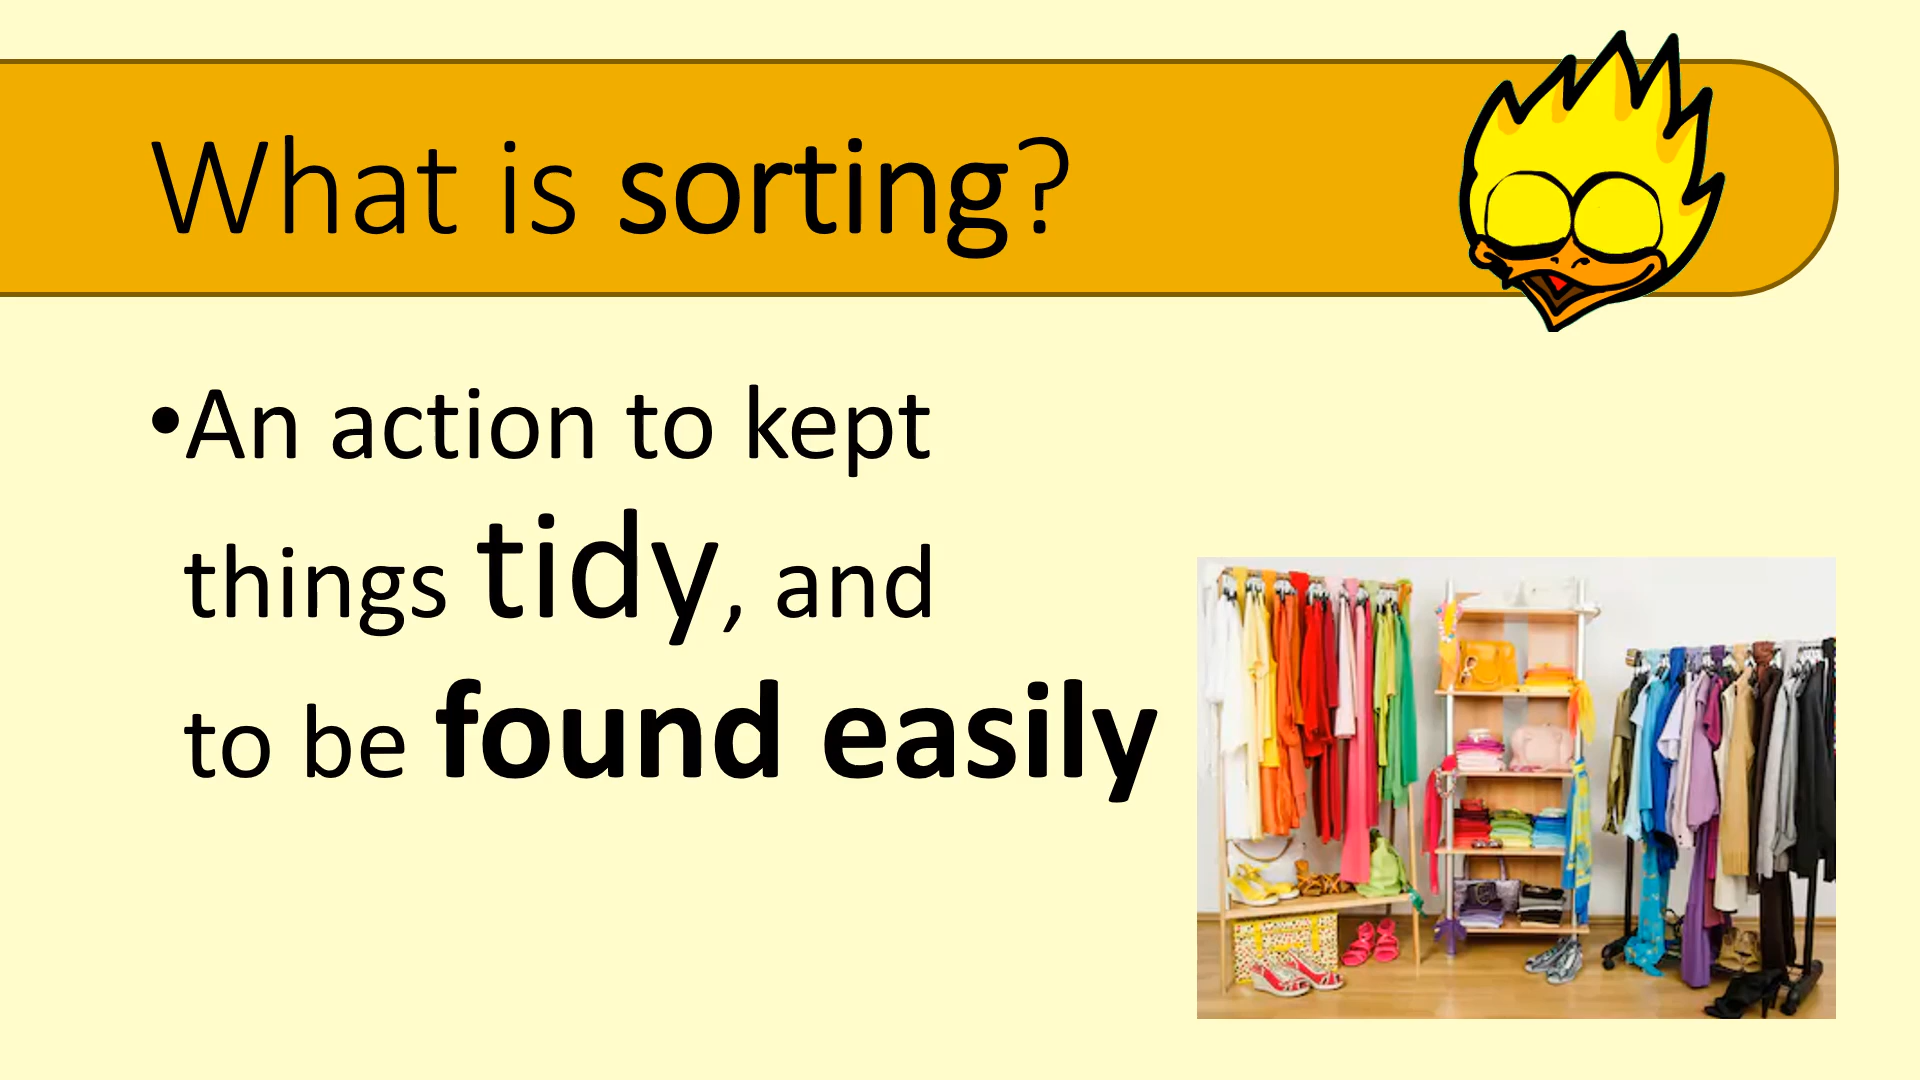 What is sorting?
•An action to kept
things tidy, and
to be found easily